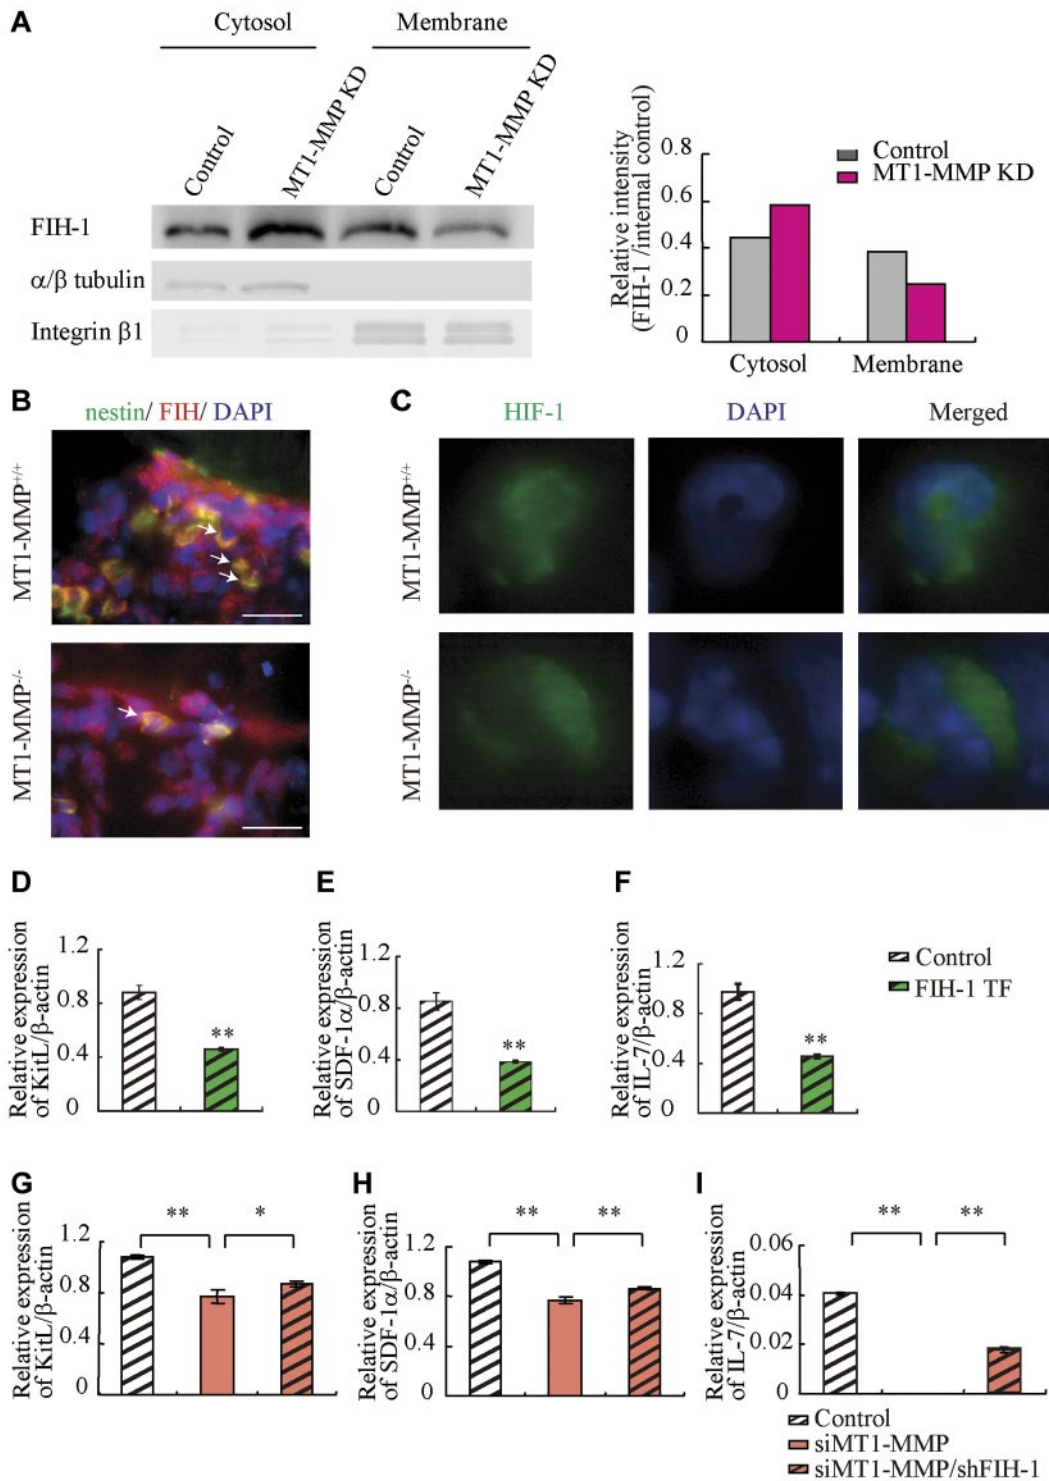 A
Cytosol
Membrane
Control
MT1-MMP KD
Control
MT1-MMP KD
FIH-1
α/β tubulin
Integrin β1
Relative intensity
(FIH-1 /internal control)
0.8
0.6
0.4
0.2
0
Control
MT1-MMP KD
Cytosol
Membrane
B
nestin/ FIH/ DAPI
MT1-MMP+/+
MT1-MMP-/-
C
HIF-1
DAPI
Merged
MT1-MMP+/+
MT1-MMP-/-
D
Relative expression
of KitL/β-actin
1.2
0.8
0.4
0
**
E
Relative expression
of SDF-1α/β-actin
1.2
0.8
0.4
0
**
F
Relative expression
of IL-7/β-actin
1.2
0.8
0.4
0
**
Control
FIH-1 TF
G
Relative expression
of KitL/β-actin
1.2
0.8
0.4
0
** *
H
Relative expression
of SDF-1α/β-actin
1.2
0.8
0.4
0
** **
I
Relative expression
of IL-7/β-actin
0.06
0.04
0.02
0
** **
Control
siMT1-MMP
siMT1-MMP/shFIH-1